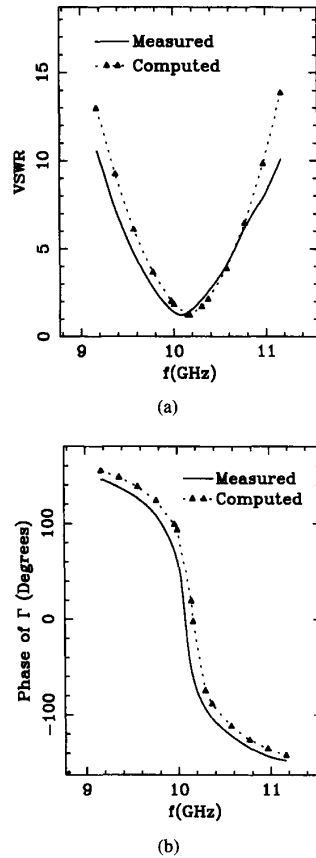 Measured
Computed
VSWR
15
10
5
0
9
10
11
f(GHz)
(a)
Measured
Computed
Phase of Γ (Degrees)
100
0
−100
9
10
11
f(GHz)
(b)